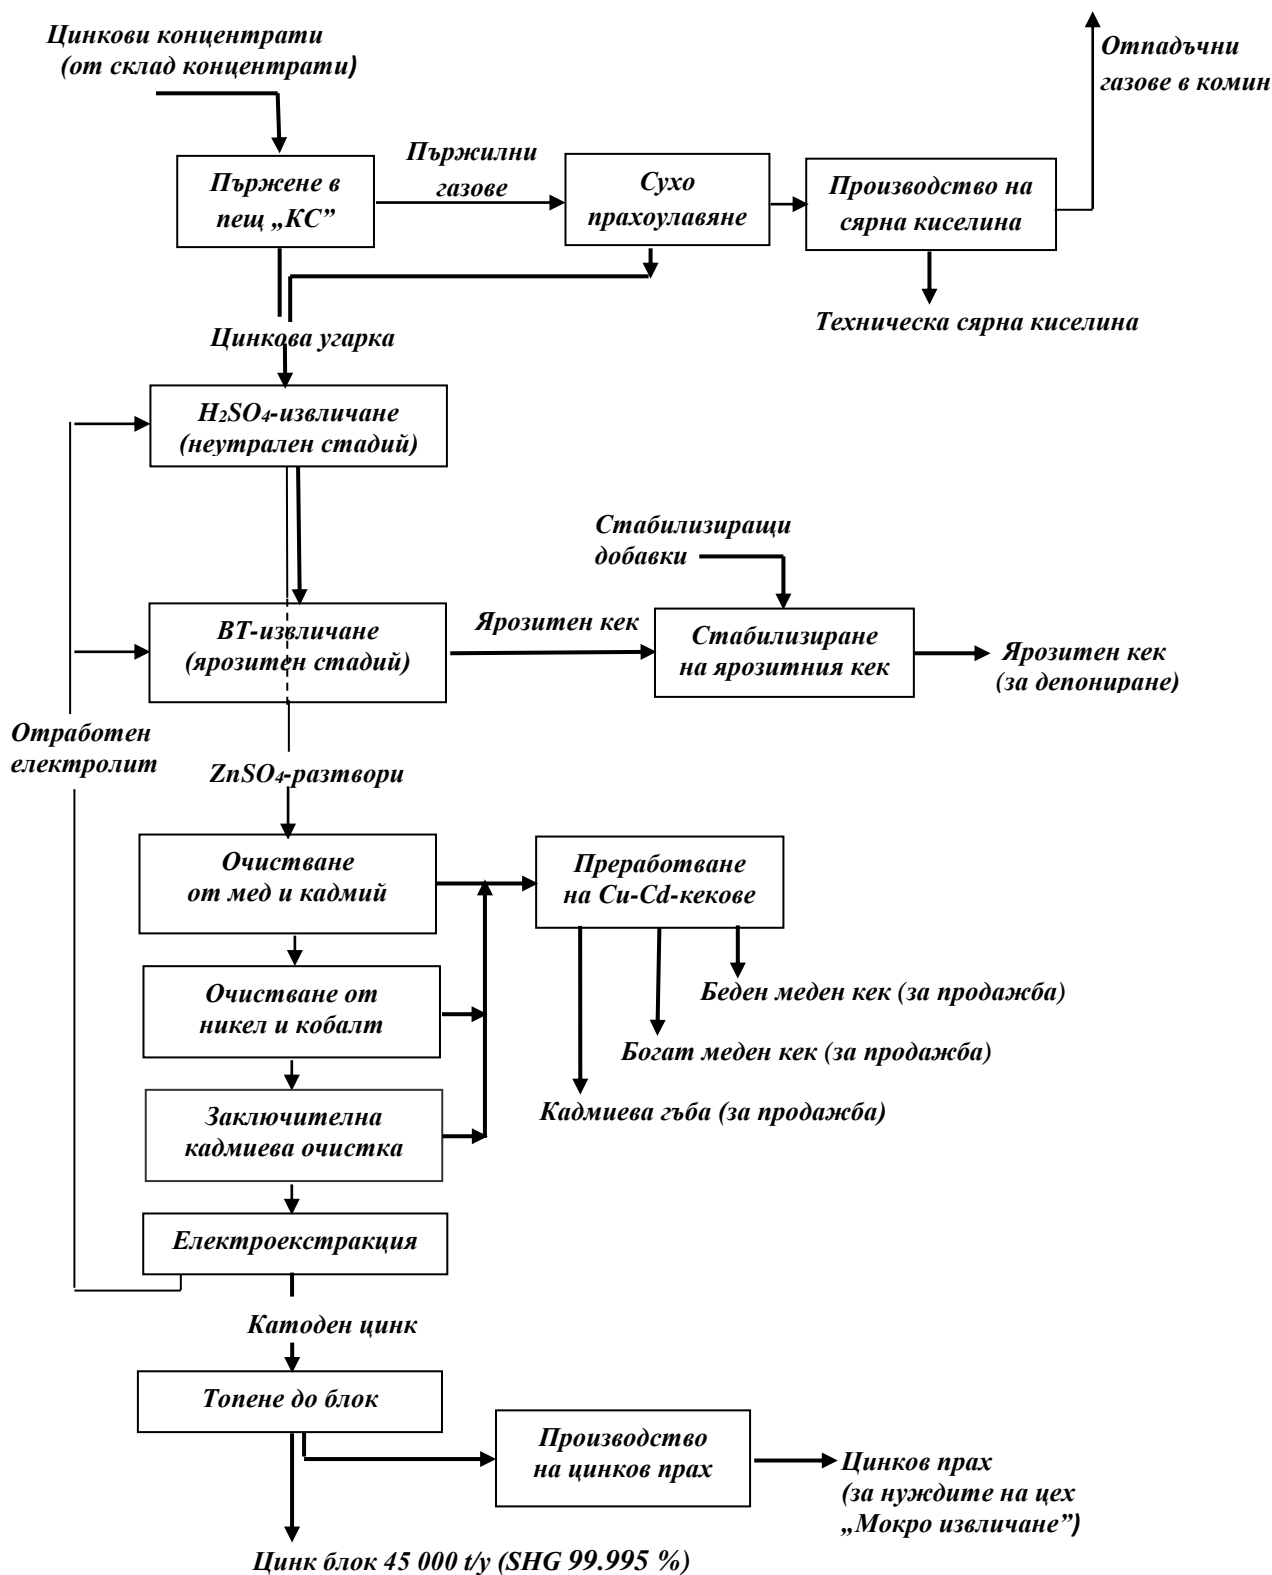 Цинкови концентрати
(от склад концентрати)
Отпадъчни
газове в комин
Пържене в
пещ „КС”
Пържилни
газове
Сухо
прахоулавяне
Производство на
сярна киселина
Техническа сярна киселина
Цинкова угарка
H₂SO₄-извличане
(неутрален стадий)
Стабилизиращи
добавки
ВТ-извличане
(ярозитен стадий)
Ярозитен кек
Стабилизиране
на ярозитния кек
Ярозитен кек
(за депониране)
Отработен
електролит
ZnSO₄-разтвори
Очистване
от мед и кадмий
Преработване
на Cu-Cd-кекове
Очистване от
никел и кобалт
Беден меден кек (за продажба)
Богат меден кек (за продажба)
Кадмиева гъба (за продажба)
Заключителна
кадмиева очистка
Електроекстракция
Катоден цинк
Топене до блок
Производство
на цинков прах
Цинков прах
(за нуждите на цех
„Мокро извличане”)
Цинк блок 45 000 t/y (SHG 99.995 %)